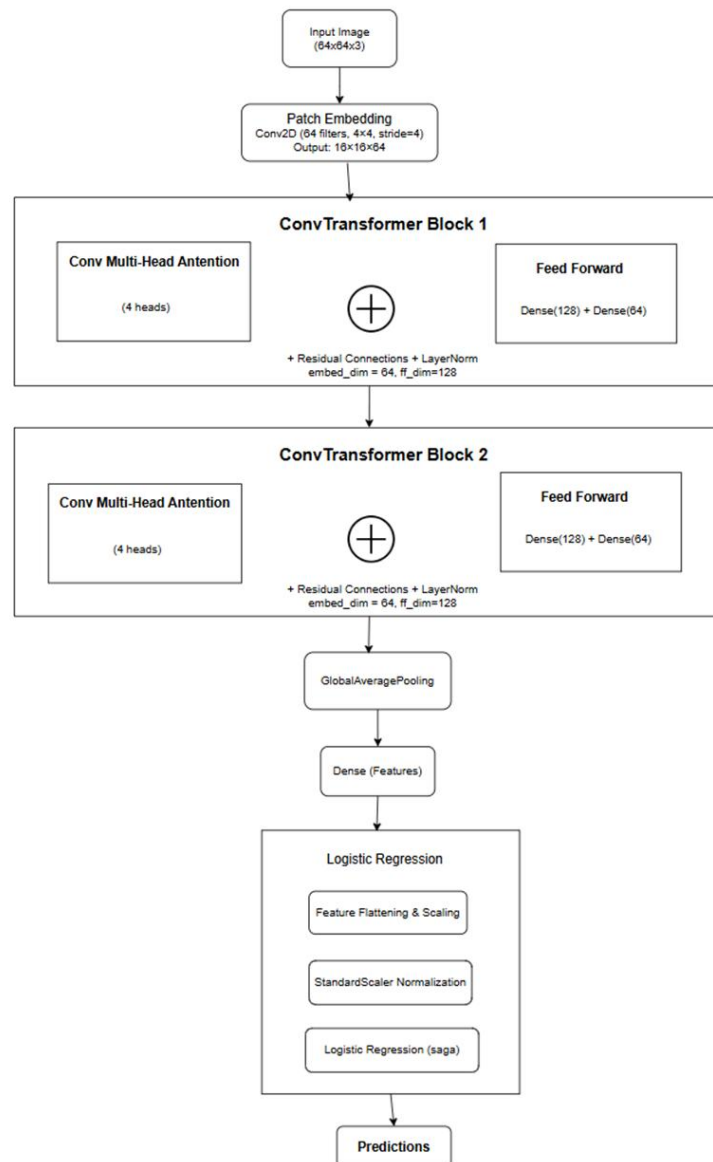 Input Image
(64x64x3)
Patch Embedding
Conv2D (64 filters, 4×4, stride=4)
Output: 16×16×64
ConvTransformer Block 1
Conv Multi-Head Antention
(4 heads)
Feed Forward
Dense(128) + Dense(64)
+ Residual Connections + LayerNorm
embed_dim = 64, ff_dim=128
ConvTransformer Block 2
Conv Multi-Head Antention
(4 heads)
Feed Forward
Dense(128) + Dense(64)
+ Residual Connections + LayerNorm
embed_dim = 64, ff_dim=128
GlobalAveragePooling
Dense (Features)
Logistic Regression
Feature Flattening & Scaling
StandardScaler Normalization
Logistic Regression (saga)
Predictions